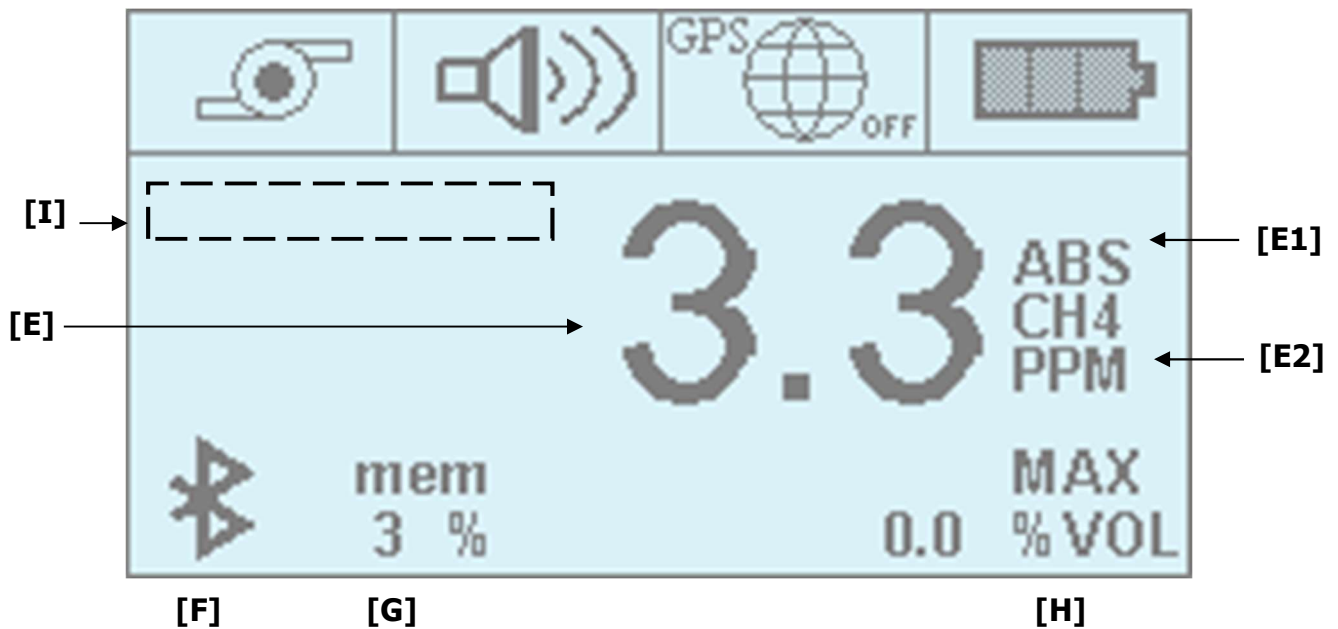 GPS
OFF
[I]
[E1]
3.3
ABS
CH4
PPM
[E]
[E2]
mem
3 %
MAX
0.0 %VOL
[F]
[G]
[H]